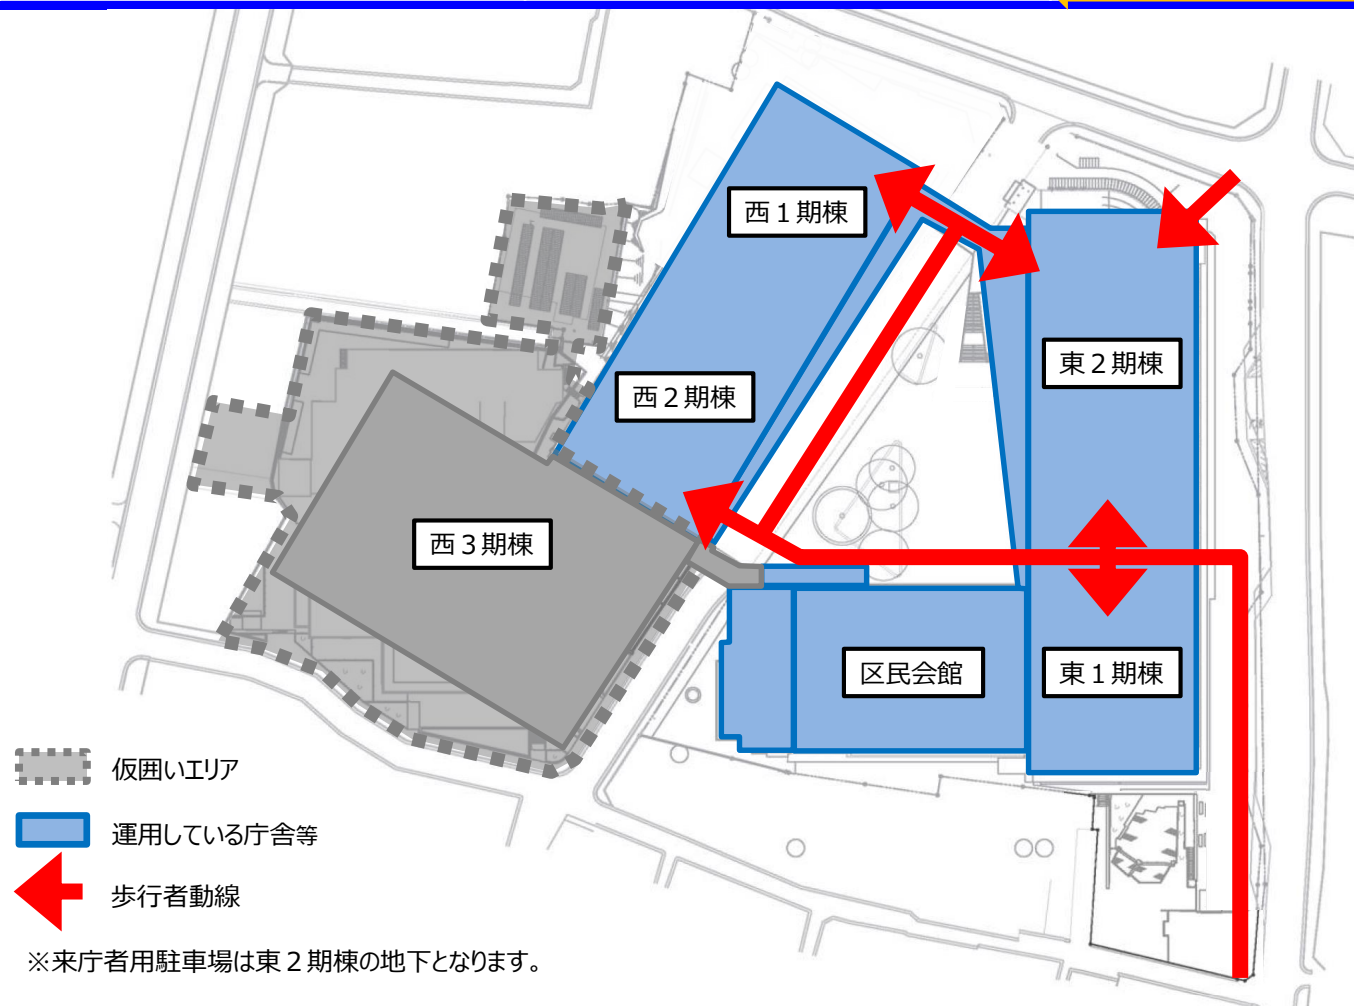 西１期棟
東２期棟
西２期棟
西３期棟
区民会館
東１期棟
仮囲いエリア
運用している庁舎等
歩行者動線
※来庁者用駐車場は東２期棟の地下となります。